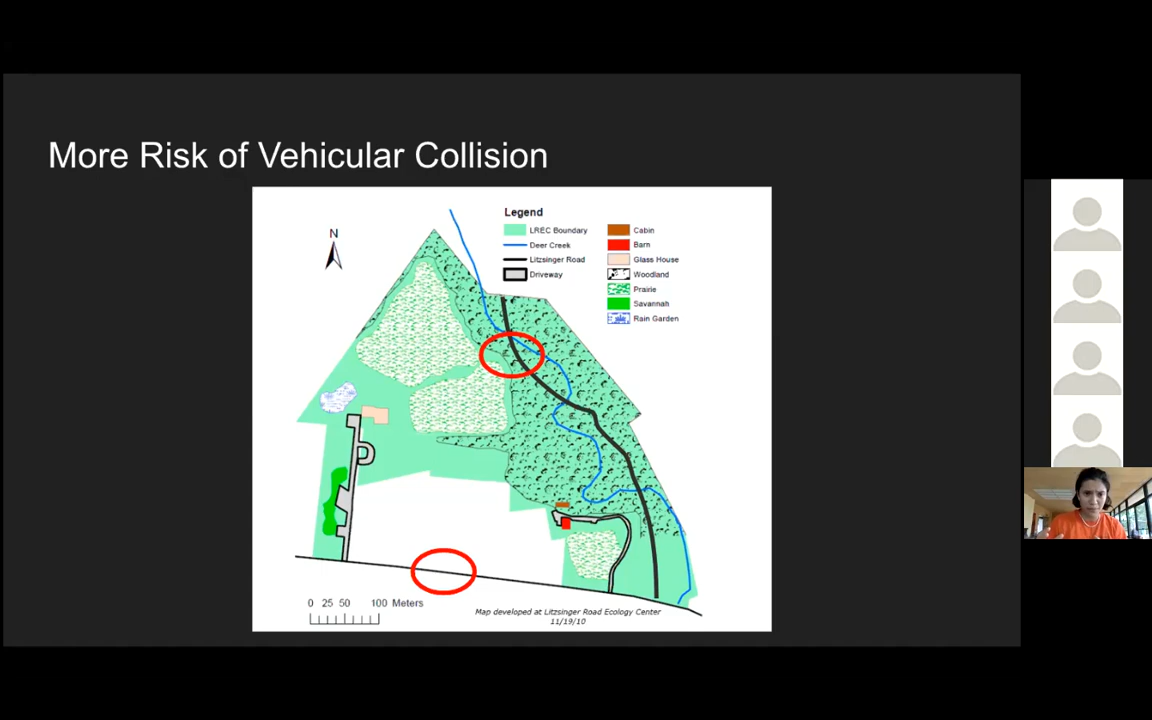 More Risk of Vehicular Collision
N
Legend
LREC Boundary
Deer Creek
Litzsinger Road
Driveway
Cabin
Barn
Glass House
Woodland
Prairie
Savannah
Rain Garden
0 25 50 100 Meters
Map developed at Litzsinger Road Ecology Center
11/19/10